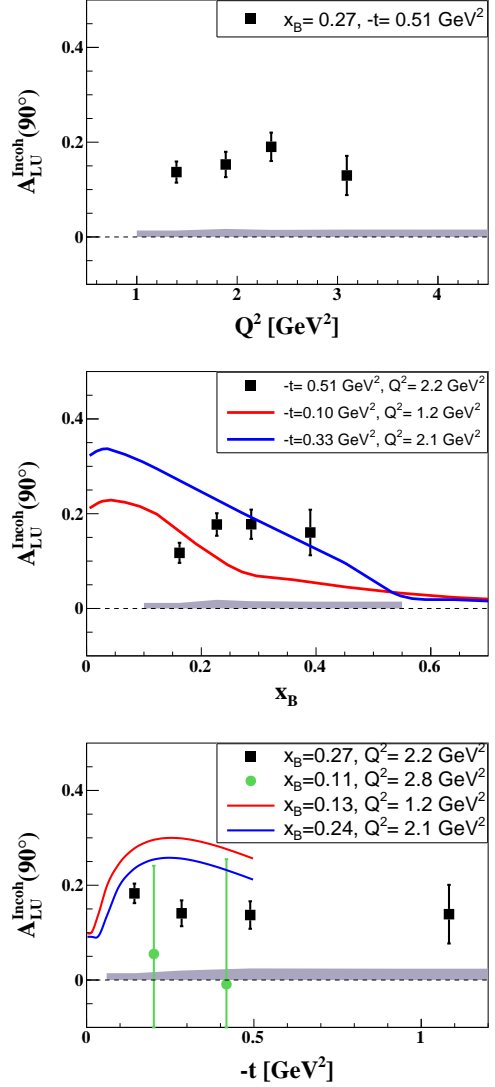 x_B= 0.27, -t= 0.51 GeV²
A_LU^Incoh(90°)
0.4
0.2
0
1 2 3 4
Q² [GeV²]
-t= 0.51 GeV², Q²= 2.2 GeV²
-t=0.10 GeV², Q²= 1.2 GeV²
-t=0.33 GeV², Q²= 2.1 GeV²
A_LU^Incoh(90°)
0.4
0.2
0
0 0.2 0.4 0.6
x_B
x_B=0.27, Q²= 2.2 GeV²
x_B=0.11, Q²= 2.8 GeV²
x_B=0.13, Q²= 1.2 GeV²
x_B=0.24, Q²= 2.1 GeV²
A_LU^Incoh(90°)
0.4
0.2
0
0 0.5 1
-t [GeV²]